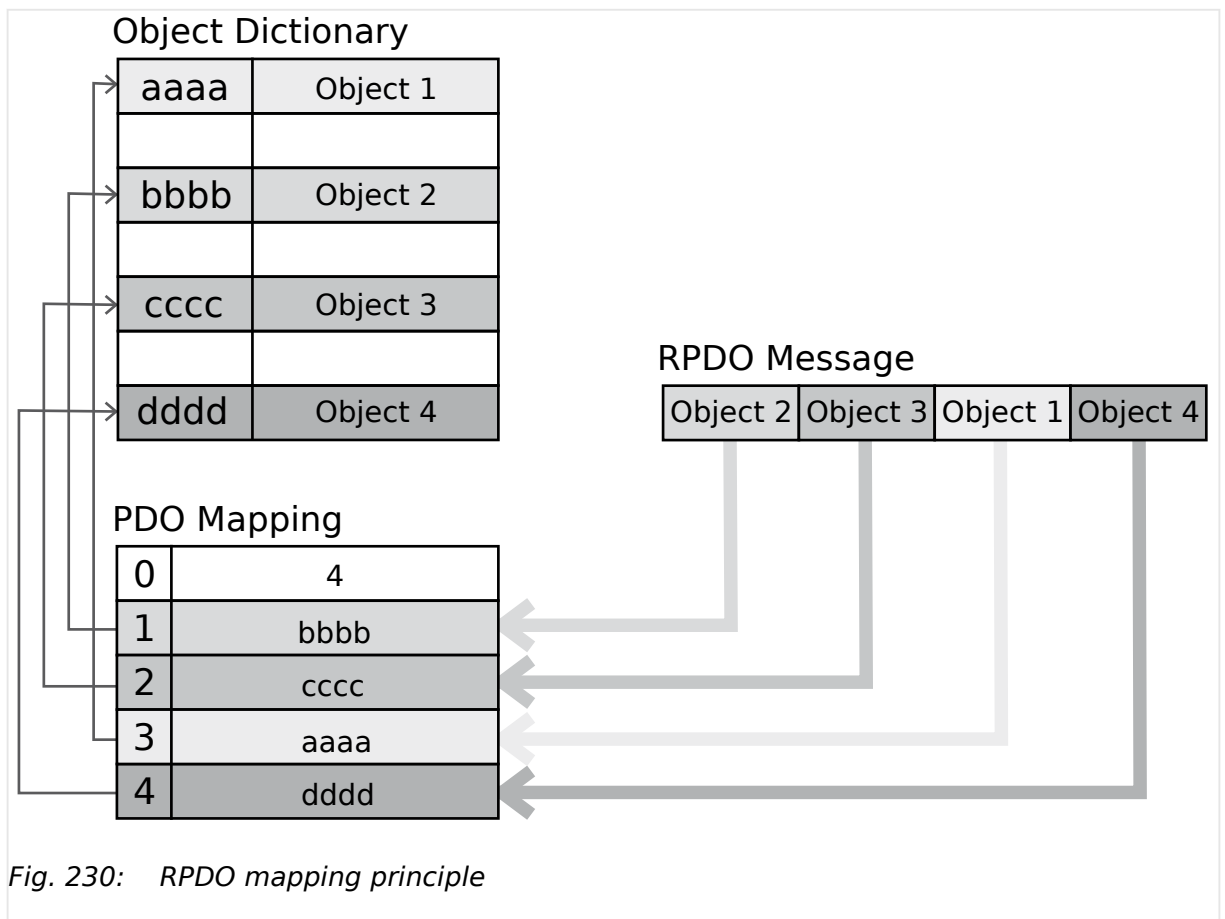 Object Dictionary
aaaa Object 1
bbbb Object 2
cccc Object 3
dddd Object 4
RPDO Message
Object 2 Object 3 Object 1 Object 4
PDO Mapping
0 4
1 bbbb
2 cccc
3 aaaa
4 dddd
Fig. 230: RPDO mapping principle